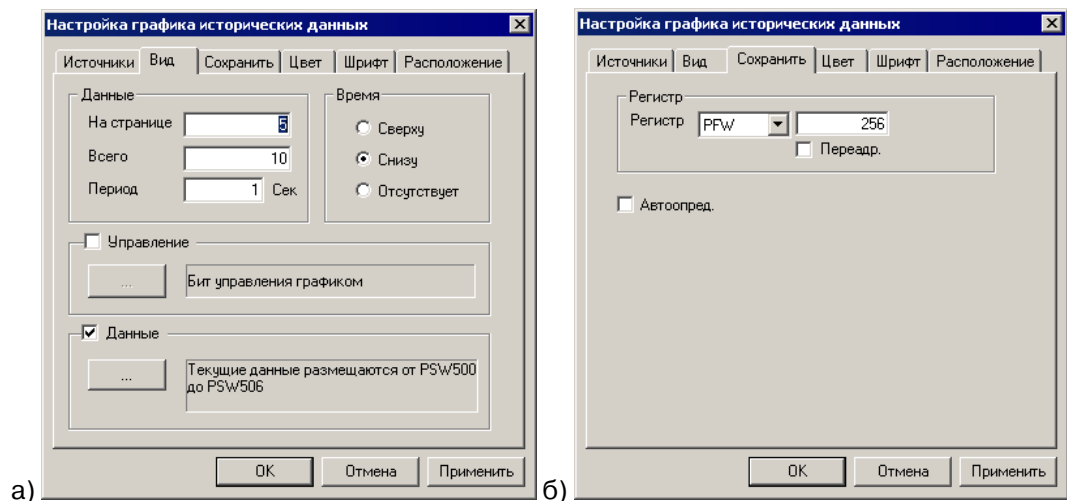 Настройка графика исторических данных
Источники Вид Сохранить Цвет Шрифт Расположение
Данные
На странице 5
Всего 10
Период 1 Сек
Время
Сверху
Снизу
Отсутствует
Управление
...
Бит управления графиком
Данные
...
Текущие данные размещаются от PSW500
до PSW506
OK Отмена Применить
а)
Настройка графика исторических данных
Источники Вид Сохранить Цвет Шрифт Расположение
Регистр
Регистр PFW 256
Переадр.
Автоопред.
OK Отмена Применить
б)